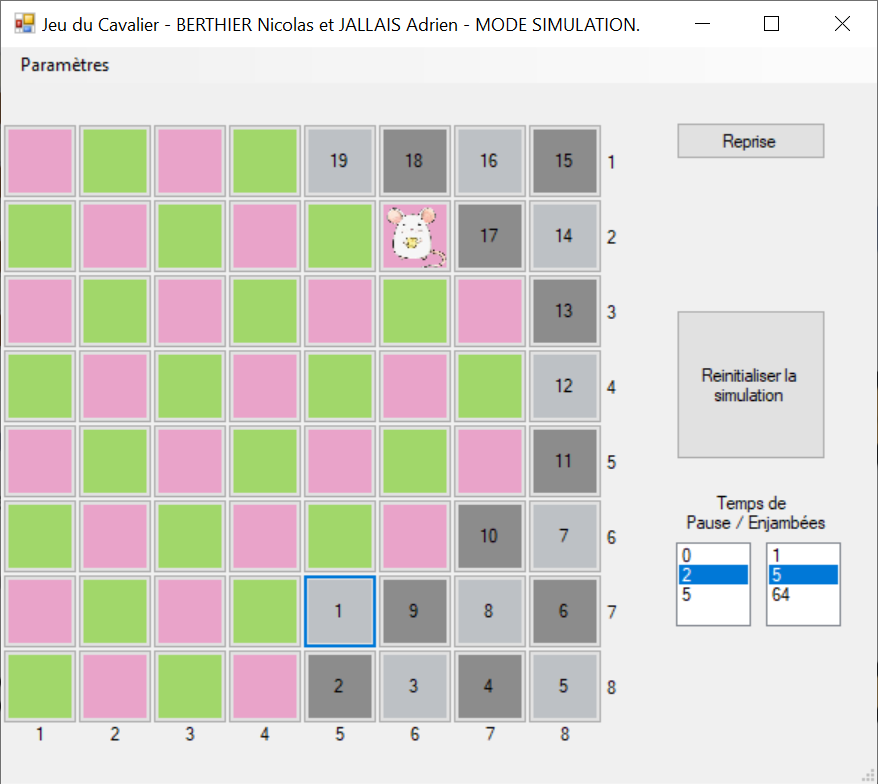 Jeu du Cavalier - BERTHIER Nicolas et JALLAIS Adrien - MODE SIMULATION.
Paramètres
19 18 16 15 1
17 14 2
13 3
12 4
11 5
10 7 6
1 9 8 6 7
2 3 4 5 8
1 2 3 4 5 6 7 8
Reprise
Reinitialiser la
simulation
Temps de
Pause / Enjambées
0 1
2 5
5 64